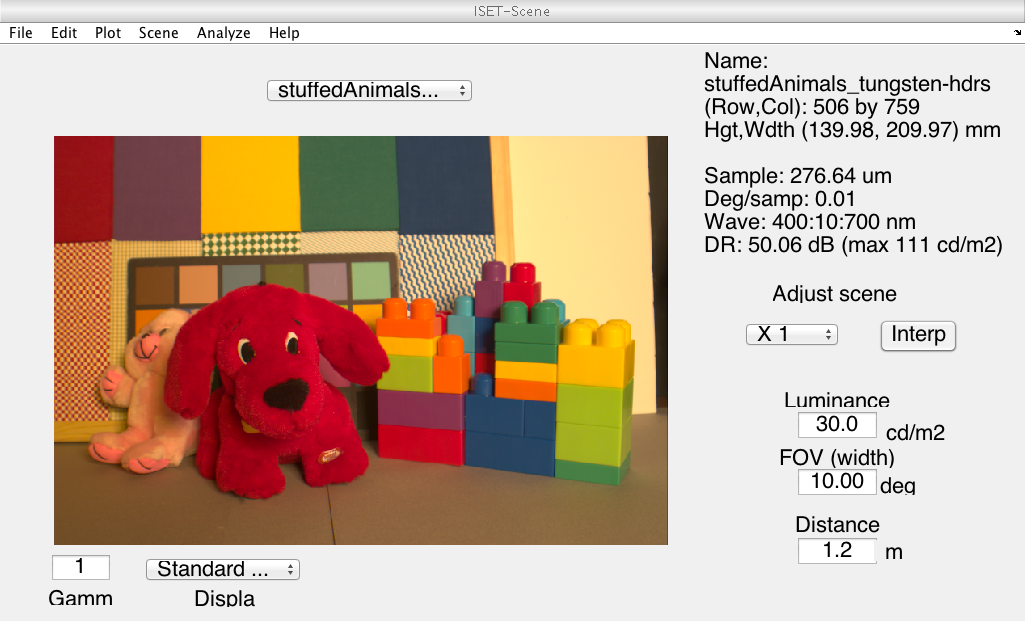 ISET-Scene
File Edit Plot Scene Analyze Help
stuffedAnimals...
Name:
stuffedAnimals_tungsten-hdrs
(Row,Col): 506 by 759
Hgt,Wdth (139.98, 209.97) mm
Sample: 276.64 um
Deg/samp: 0.01
Wave: 400:10:700 nm
DR: 50.06 dB (max 111 cd/m2)
Adjust scene
X 1
Interp
Luminance
30.0 cd/m2
FOV (width)
10.00 deg
Distance
1.2 m
1
Standard ...
Gamm
Displa